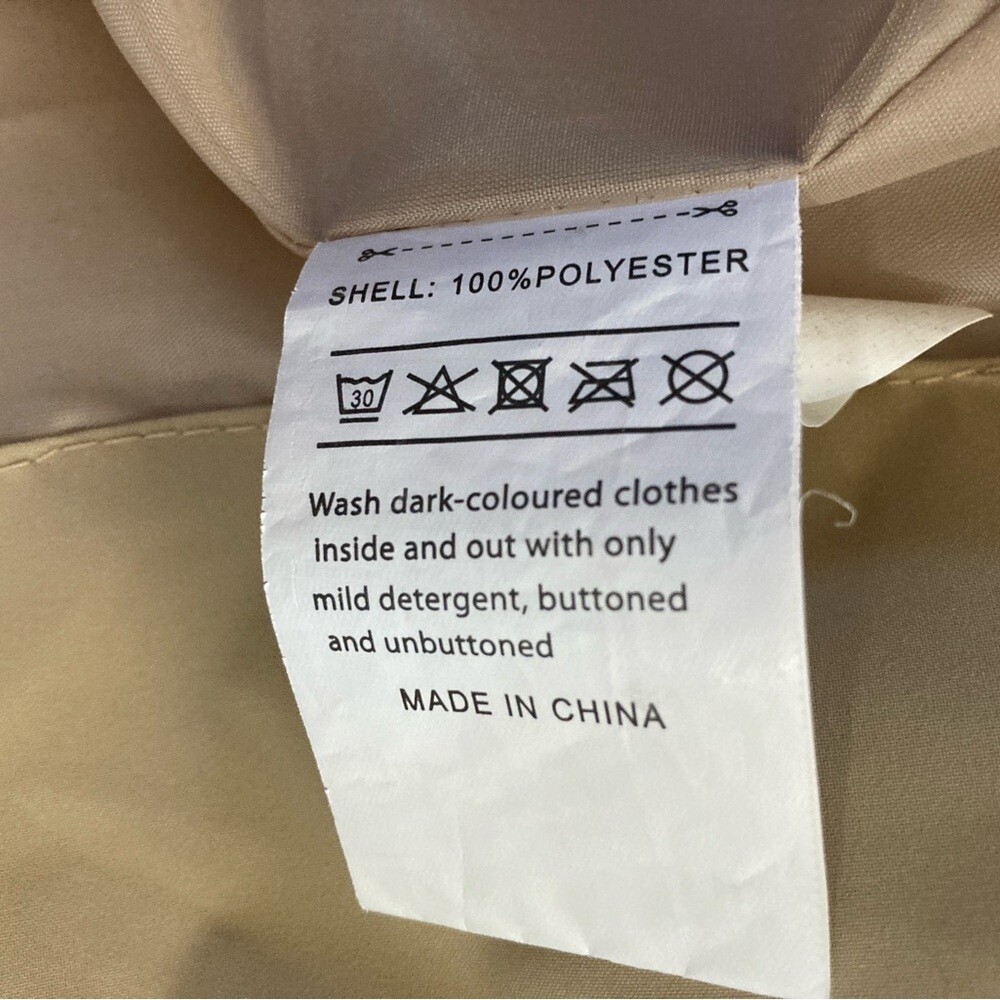 SHELL: 100%POLYESTER
30
Wash dark-coloured clothes
inside and out with only
mild detergent, buttoned
and unbuttoned
MADE IN CHINA